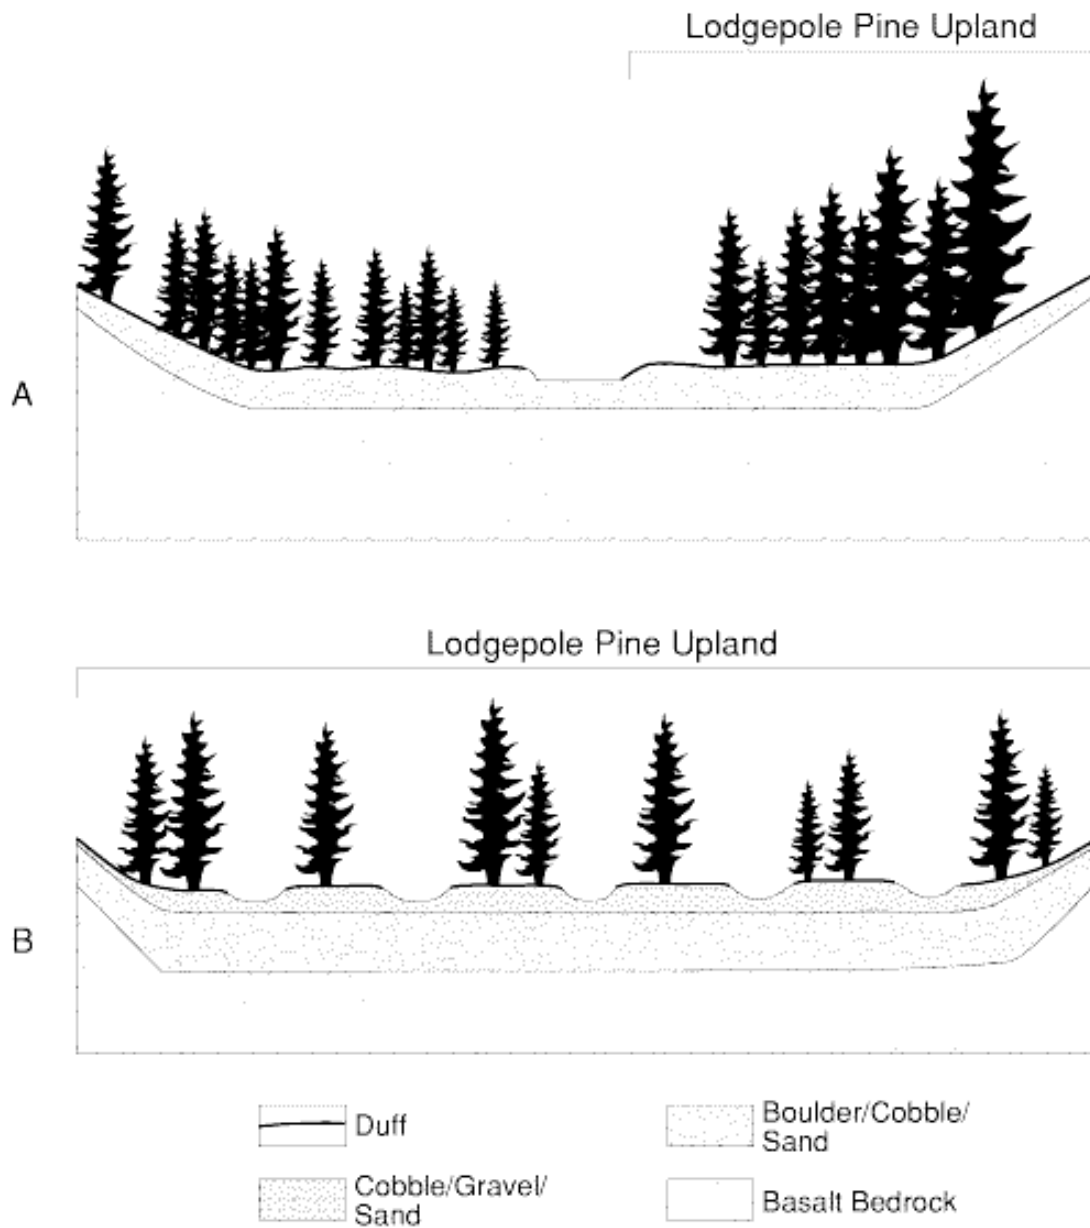 Lodgepole Pine Upland
A
Lodgepole Pine Upland
B
Duff
Boulder/Cobble/
Sand
Cobble/Gravel/
Sand
Basalt Bedrock